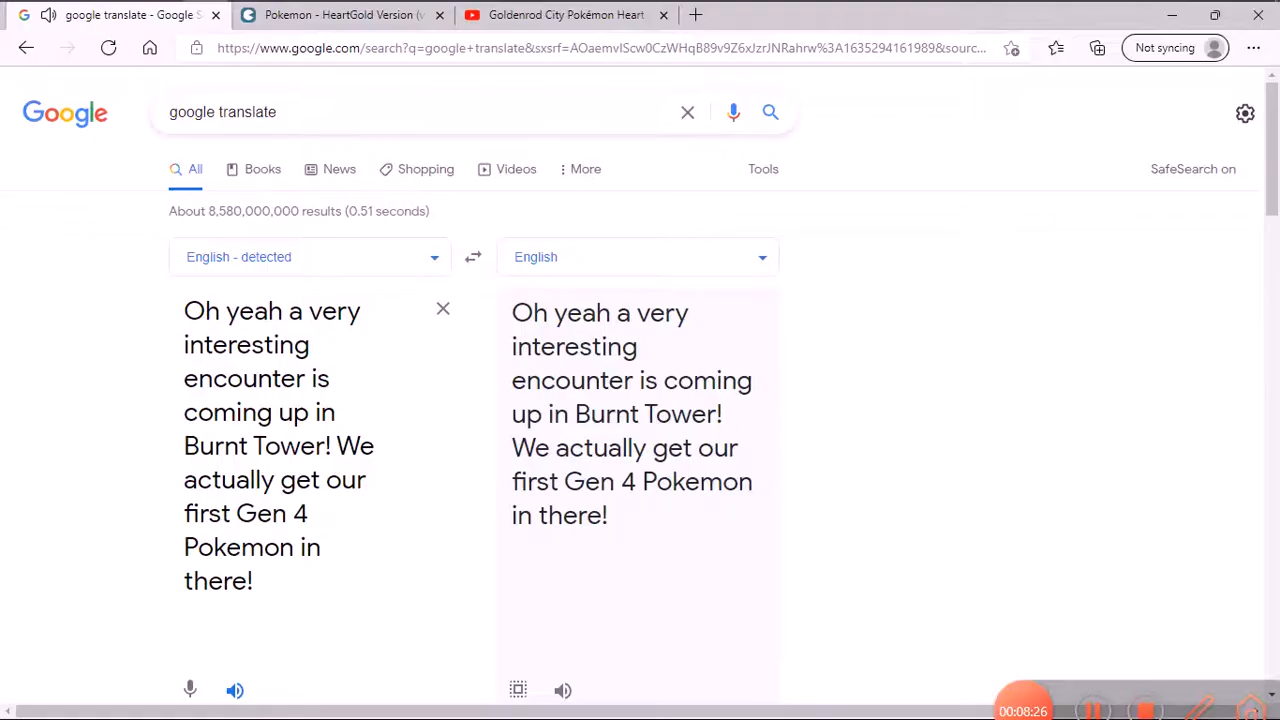 google translate - Google S
Pokemon - HeartGold Version (v
Goldenrod City Pokémon Heart
https://www.google.com/search?q=google+translate&sxsrf=AOaemvIScw0CzWHqB89v9Z6xJzrJNRahrw%3A1635294161989&sourc...
Not syncing
Google
google translate
All
Books
News
Shopping
Videos
More
Tools
SafeSearch on
About 8,580,000,000 results (0.51 seconds)
English - detected
English
Oh yeah a very
interesting
encounter is
coming up in
Burnt Tower! We
actually get our
first Gen 4
Pokemon in
there!
Oh yeah a very
interesting
encounter is coming
up in Burnt Tower!
We actually get our
first Gen 4 Pokemon
in there!
00:08:26